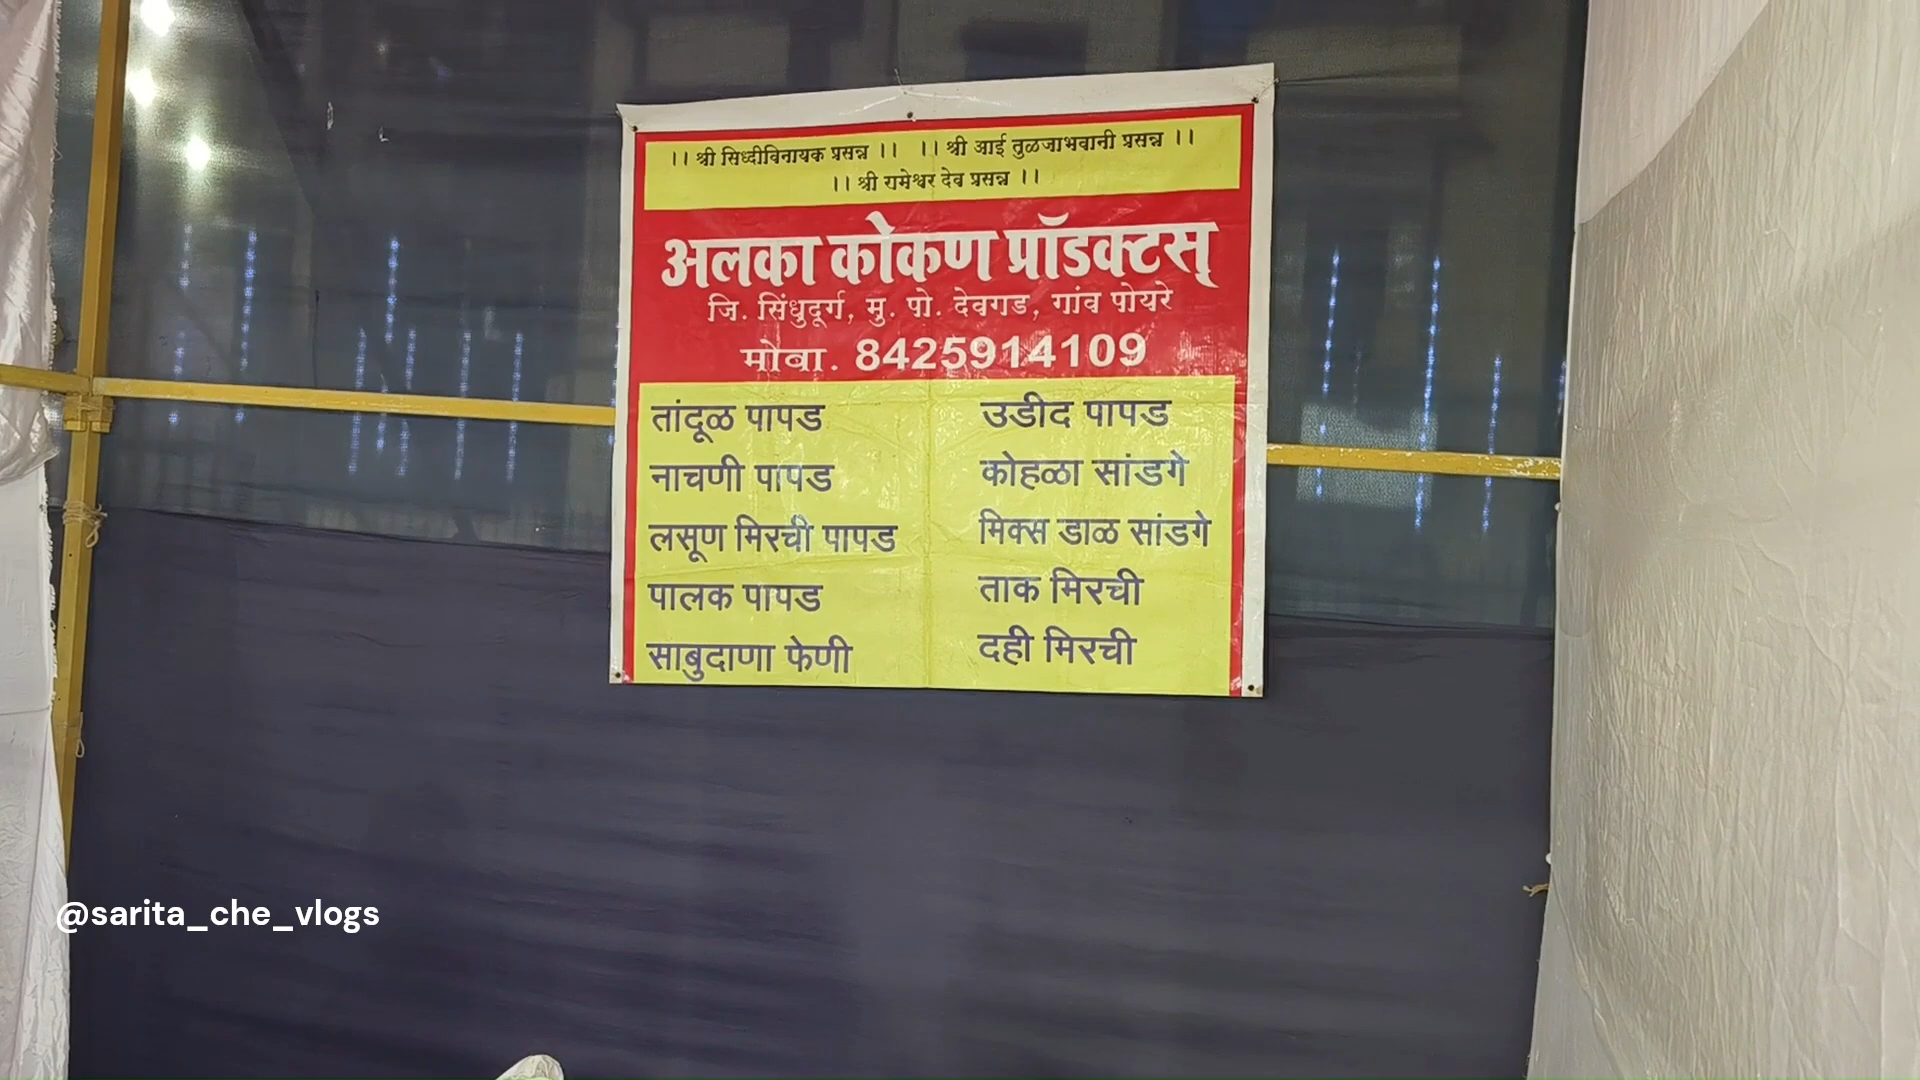 ।। श्री सिध्दीविनायक प्रसन्न ।। ।। श्री आई तुळजाभवानी प्रसन्न ।।
।। श्री रामेश्वर देव प्रसन्न ।।
अलका कोकण प्रॉडक्टस्
जि. सिंधुदूर्ग, मु. पो. देवगड, गांव पोयरे
मोबा. 8425914109
तांदूळ पापड
नाचणी पापड
लसूण मिरची पापड
पालक पापड
साबुदाणा फेणी
उडीद पापड
कोहळा सांडगे
मिक्स डाळ सांडगे
ताक मिरची
दही मिरची
@sarita_che_vlogs